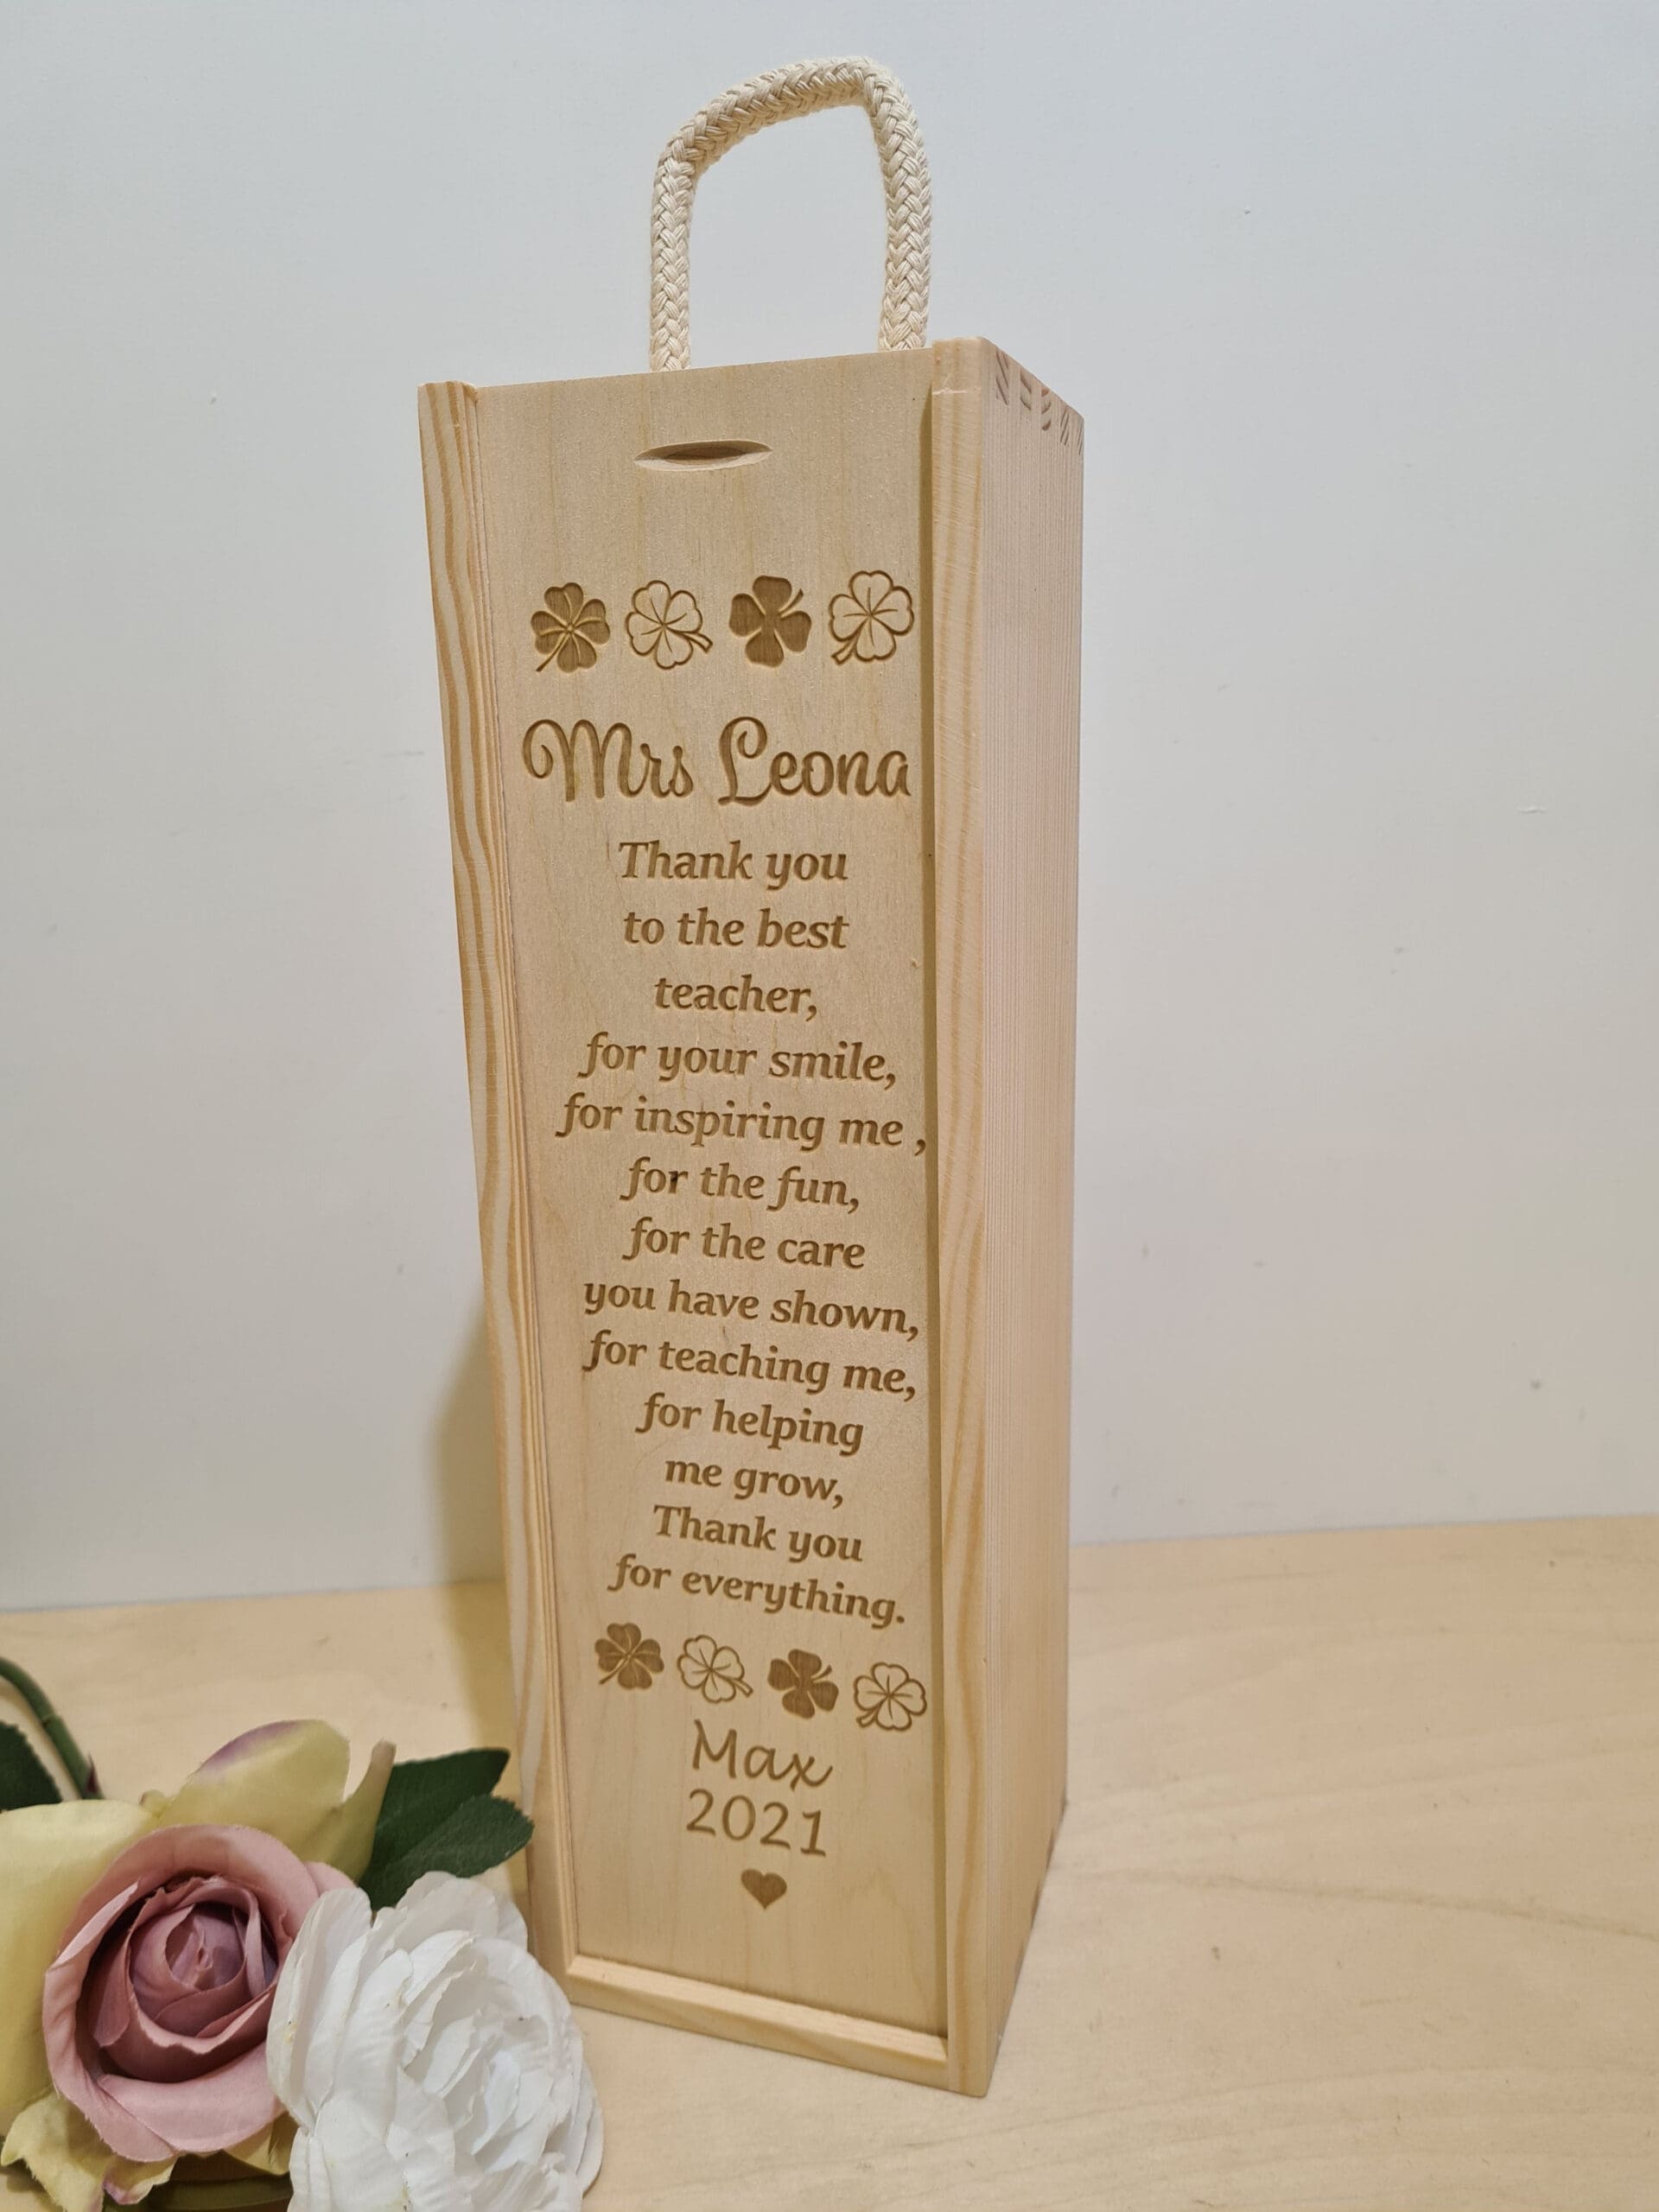 Mrs Leona
Thank you
to the best
teacher,
for your smile,
for inspiring me ,
for the fun,
for the care
you have shown,
for teaching me,
for helping
me grow,
Thank you
for everything.
Max
2021